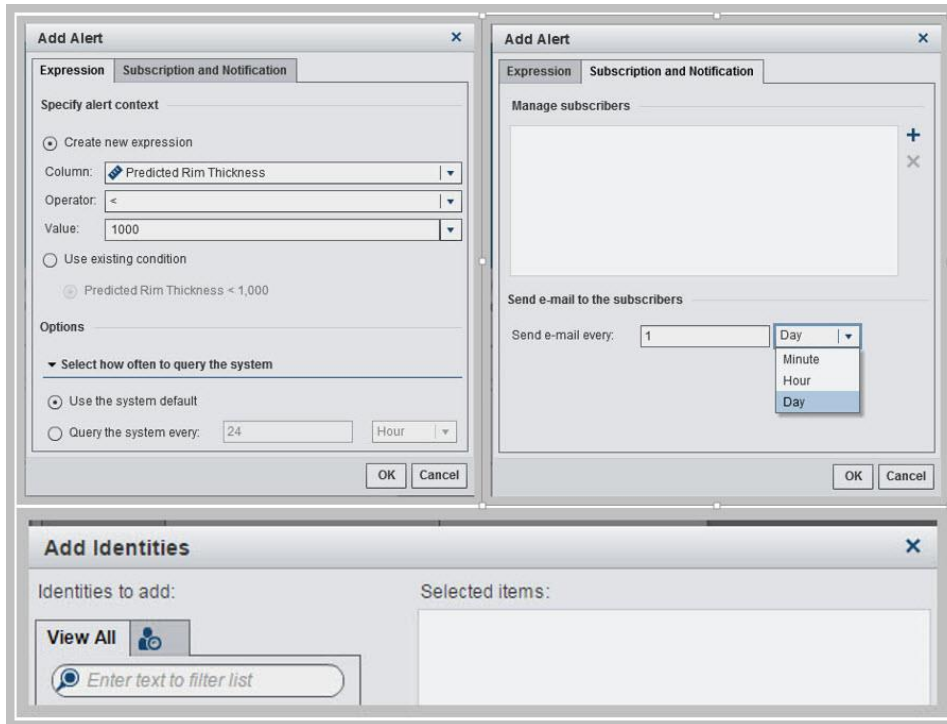 Add Alert
Expression Subscription and Notification
Specify alert context
Create new expression
Column: Predicted Rim Thickness
Operator: <
Value: 1000
Use existing condition
Predicted Rim Thickness < 1,000
Options
Select how often to query the system
Use the system default
Query the system every: 24 Hour
OK Cancel
Add Alert
Expression Subscription and Notification
Manage subscribers
Send e-mail to the subscribers
Send e-mail every: 1 Day
Minute
Hour
Day
OK Cancel
Add Identities
Identities to add:
Selected items:
View All
Enter text to filter list